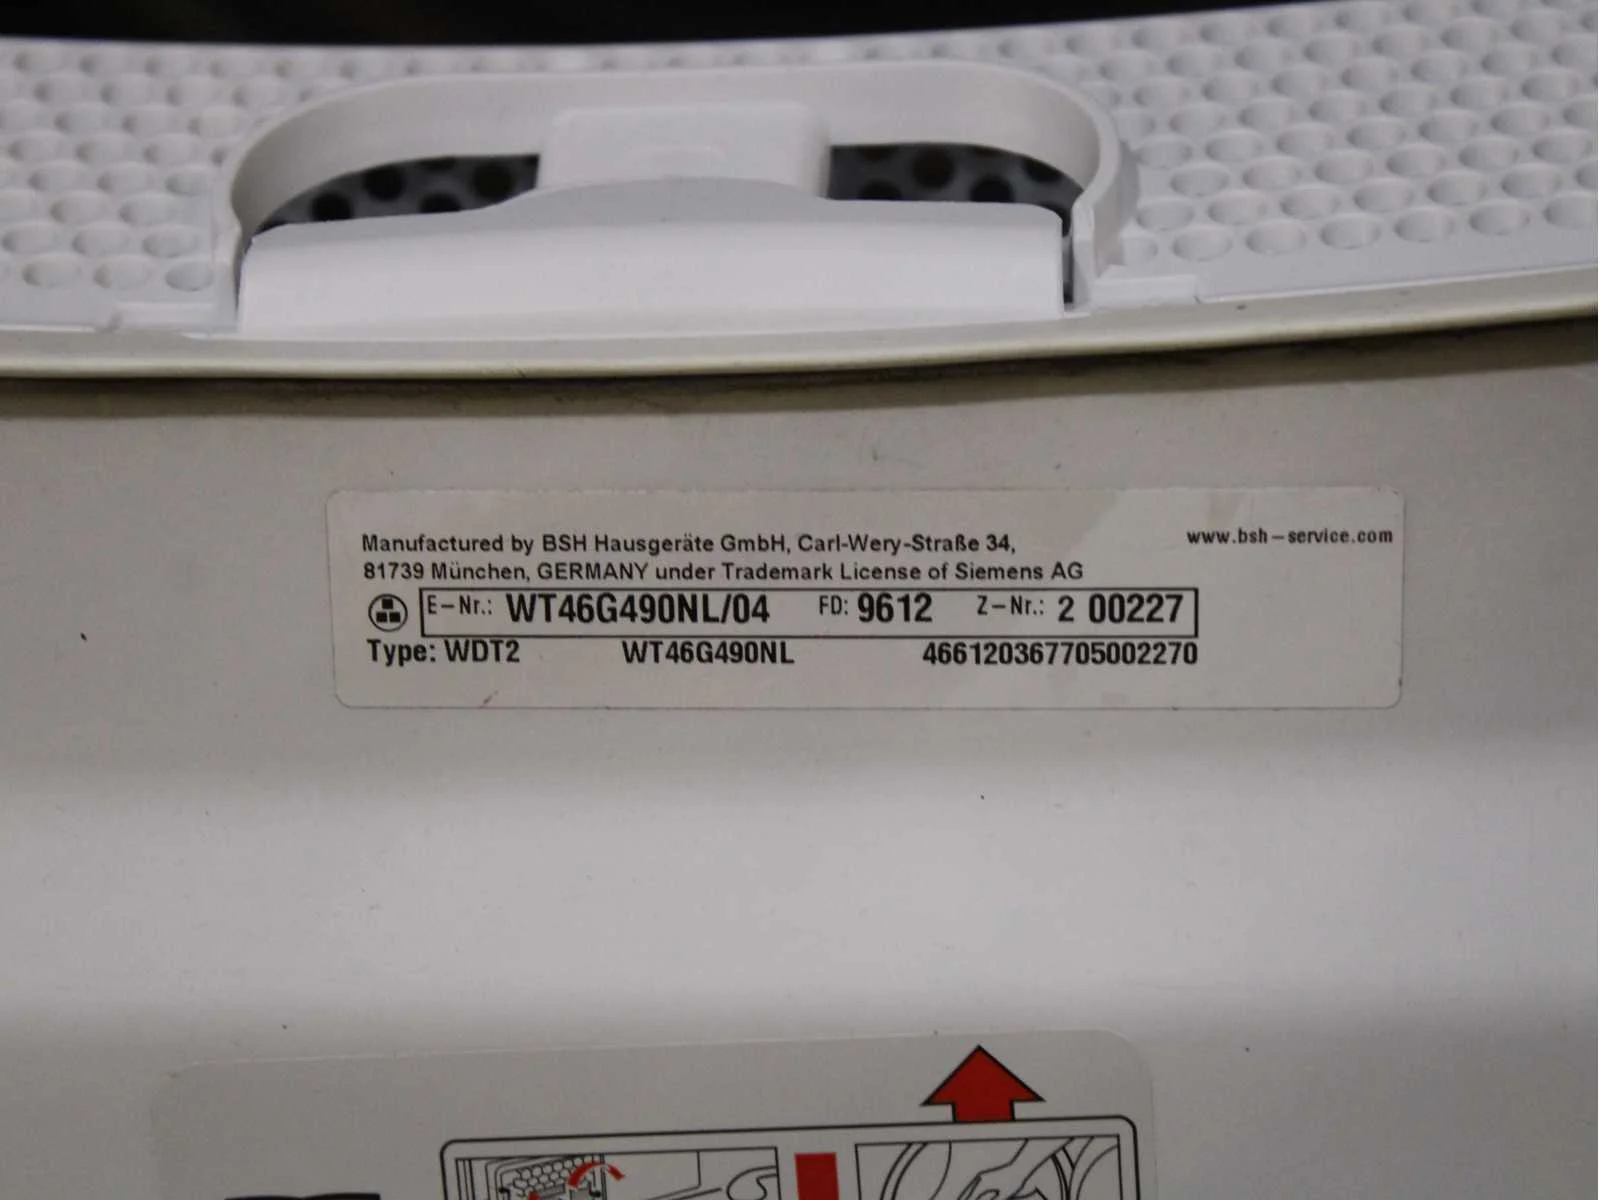 Manufactured by BSH Hausgeräte GmbH, Carl-Wery-Straße 34,
www.bsh-service.com
81739 München, GERMANY under Trademark License of Siemens AG
E-Nr.: WT46G490NL/04 FD: 9612 Z-Nr.: 2 00227
Type: WDT2 WT46G490NL 466120367705002270